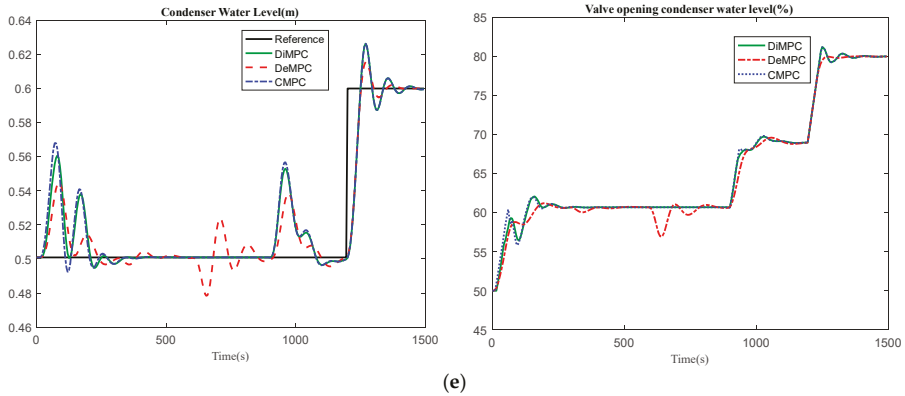 Condenser Water Level(m)
0.64
0.62
0.6
0.58
0.56
0.54
0.52
0.5
0.48
0.46
Reference
DiMPC
DeMPC
CMPC
0 500 1000 1500
Time(s)
Valve opening condenser water level(%)
85
80
75
70
65
60
55
50
45
DiMPC
DeMPC
CMPC
0 500 1000 1500
Time(s)
(e)